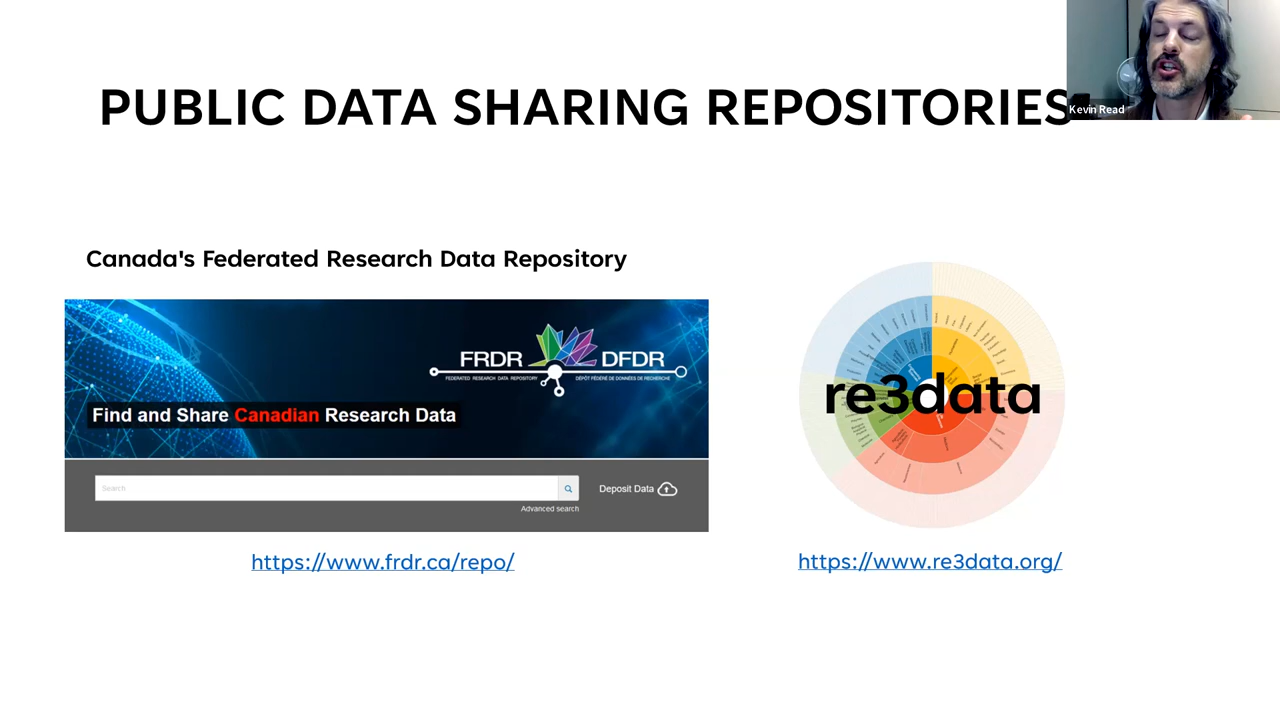 PUBLIC DATA SHARING REPOSITORIES
Kevin Read
Canada's Federated Research Data Repository
FRDR DFDR
FEDERATED RESEARCH DATA REPOSITORY DÉPÔT FÉDÉRÉ DE DONNÉES DE RECHERCHE
Find and Share Canadian Research Data
Search
Deposit Data
Advanced search
https://www.frdr.ca/repo/
re3data
https://www.re3data.org/